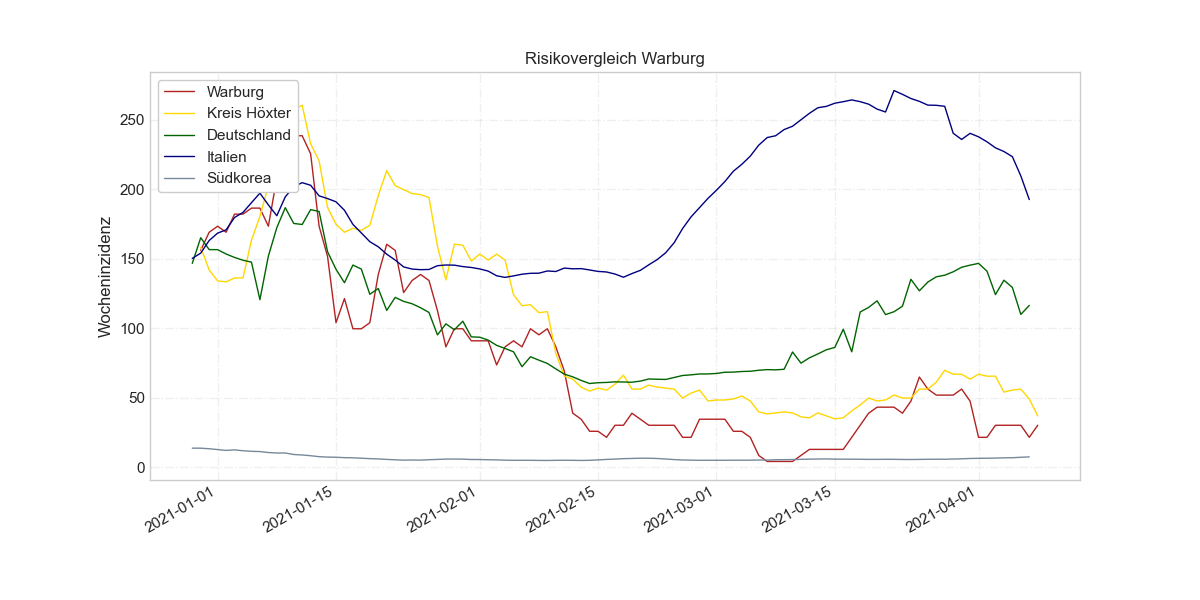 Risikovergleich Warburg
Warburg
Kreis Höxter
Deutschland
Italien
Südkorea
Wocheninzidenz
250
200
150
100
50
0
2021-01-01
2021-01-15
2021-02-01
2021-02-15
2021-03-01
2021-03-15
2021-04-01